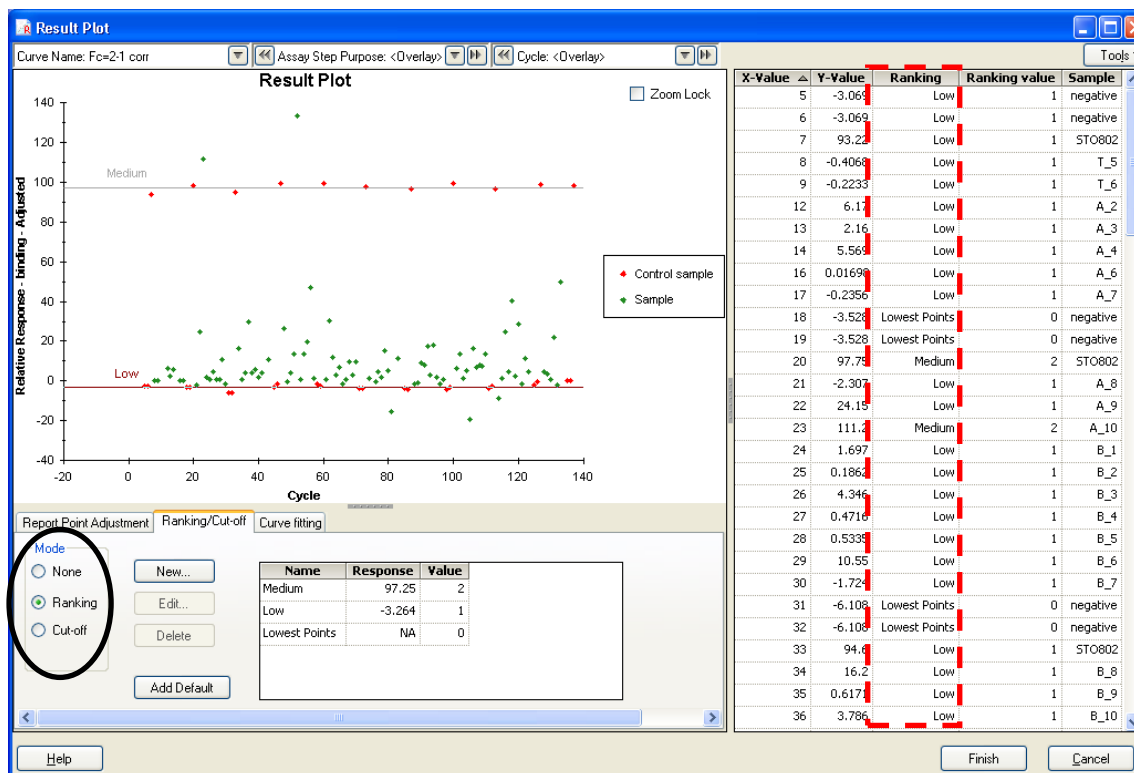 Result Plot
Curve Name: Fc=2-1 corr Assay Step Purpose: <Overlay> Cycle: <Overlay>
Tools
Result Plot
Zoom Lock
Relative Response - binding - Adjusted
140
120
100
80
60
40
20
0
-20
-40
Medium
Low
-20 0 20 40 60 80 100 120 140
Cycle
Control sample
Sample
X-Value Y-Value Ranking Ranking value Sample
5 -3.069 Low 1 negative
6 -3.069 Low 1 negative
7 93.22 Low 1 STO802
8 -0.4068 Low 1 T_5
9 -0.2233 Low 1 T_6
12 6.17 Low 1 A_2
13 2.16 Low 1 A_3
14 5.569 Low 1 A_4
16 0.01698 Low 1 A_6
17 -0.2356 Low 1 A_7
18 -3.528 Lowest Points 0 negative
19 -3.528 Lowest Points 0 negative
20 97.75 Medium 2 STO802
21 -2.307 Low 1 A_8
22 24.15 Low 1 A_9
23 111.2 Medium 2 A_10
24 1.697 Low 1 B_1
25 0.1862 Low 1 B_2
26 4.346 Low 1 B_3
27 0.4716 Low 1 B_4
28 0.5335 Low 1 B_5
29 10.55 Low 1 B_6
30 -1.724 Low 1 B_7
31 -6.108 Lowest Points 0 negative
32 -6.108 Lowest Points 0 negative
33 94.6 Low 1 STO802
34 16.2 Low 1 B_8
35 0.6171 Low 1 B_9
36 3.786 Low 1 B_10
Report Point Adjustment Ranking/Cut-off Curve fitting
Mode
None
Ranking
Cut-off
New...
Edit...
Delete
Add Default
Name Response Value
Medium 97.25 2
Low -3.264 1
Lowest Points NA 0
Help
Finish
Cancel